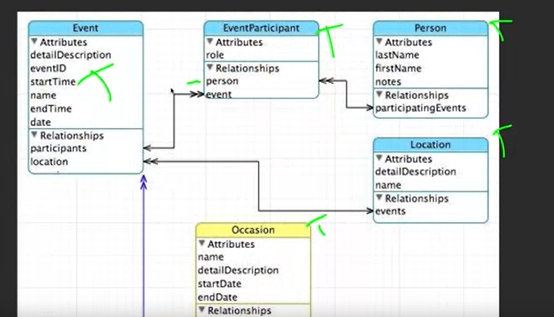 Event
▼ Attributes
detailDescription
eventID
startTime
name
endTime
date
▼ Relationships
participants
location
EventParticipant
▼ Attributes
role
▼ Relationships
person
event
Person
▼ Attributes
lastName
firstName
notes
▼ Relationships
participatingEvents
Location
▼ Attributes
detailDescription
name
▼ Relationships
events
Occasion
▼ Attributes
name
detailDescription
startDate
endDate
▼ Relationships
T
T
T
T
T